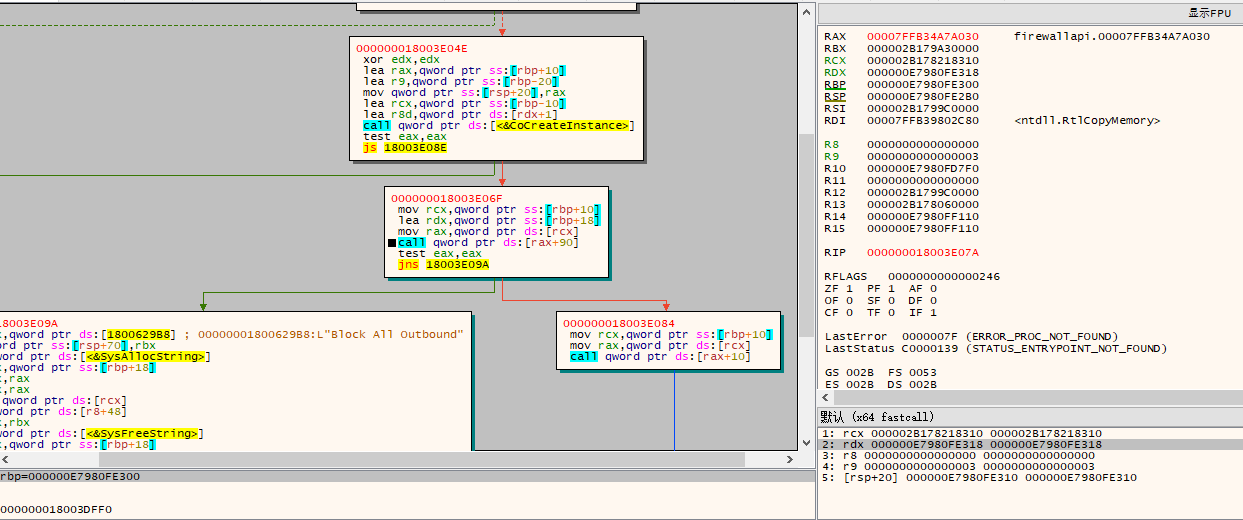 000000018003E04E
xor edx,edx
lea rax,qword ptr ss:[rbp+10]
lea r9,qword ptr ss:[rbp-20]
mov qword ptr ss:[rsp+20],rax
lea rcx,qword ptr ss:[rbp-10]
lea r8d,qword ptr ds:[rdx+1]
call qword ptr ds:[<&CoCreateInstance>]
test eax,eax
js 18003E08E
000000018003E06F
mov rcx,qword ptr ss:[rbp+10]
lea rdx,qword ptr ss:[rbp+18]
mov rax,qword ptr ds:[rcx]
call qword ptr ds:[rax+90]
test eax,eax
jns 18003E09A
18003E09A
,qword ptr ds:[1800629B8] ; 00000001800629B8:L"Block All Outbound"
word ptr ss:[rsp+70],rbx
word ptr ds:[<&SysAllocString>]
,qword ptr ss:[rbp+18]
,rax
,rax
,qword ptr ds:[rcx]
word ptr ds:[r8+48]
,rbx
word ptr ds:[<&SysFreeString>]
,qword ptr ss:[rbp+18]
000000018003E084
mov rcx,qword ptr ss:[rbp+10]
mov rax,qword ptr ds:[rcx]
call qword ptr ds:[rax+10]
rbp=000000E7980FE300
000000018003DFF0
显示FPU
RAX 00007FFB34A7A030 firewallapi.00007FFB34A7A030
RBX 000002B179A30000
RCX 000002B178218310
RDX 000000E7980FE318
RBP 000000E7980FE300
RSP 000000E7980FE2B0
RSI 000002B1799C0000
RDI 00007FFB39802C80 <ntdll.RtlCopyMemory>
R8 0000000000000000
R9 0000000000000003
R10 000000E7980FD7F0
R11 0000000000000000
R12 000002B1799C0000
R13 000002B178060000
R14 000000E7980FF110
R15 000000E7980FF110
RIP 000000018003E07A
RFLAGS 0000000000000246
ZF 1 PF 1 AF 0
OF 0 SF 0 DF 0
CF 0 TF 0 IF 1
LastError 0000007F (ERROR_PROC_NOT_FOUND)
LastStatus C0000139 (STATUS_ENTRYPOINT_NOT_FOUND)
GS 002B FS 0053
ES 002B DS 002B
默认 (x64 fastcall)
1: rcx 000002B178218310 000002B178218310
2: rdx 000000E7980FE318 000000E7980FE318
3: r8 0000000000000000 0000000000000000
4: r9 0000000000000003 0000000000000003
5: [rsp+20] 000000E7980FE310 000000E7980FE310